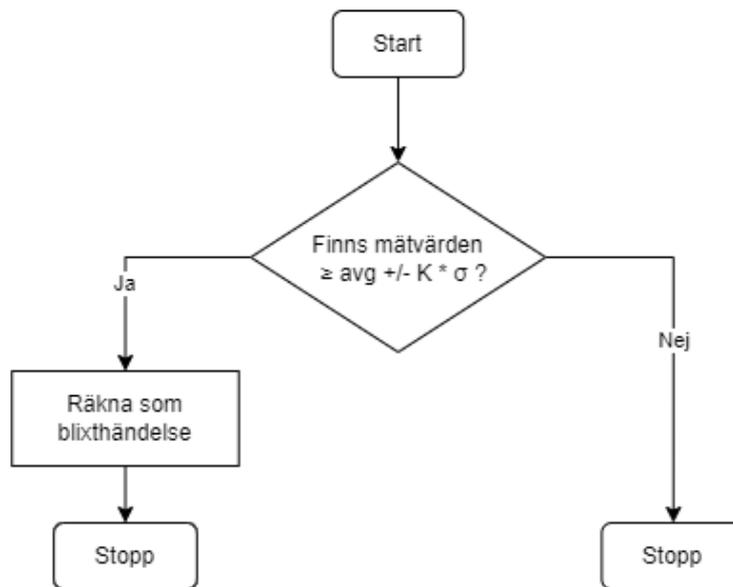 Start
Finns mätvärden
≥ avg +/- K * σ ?
Ja
Nej
Räkna som
blixthändelse
Stopp
Stopp